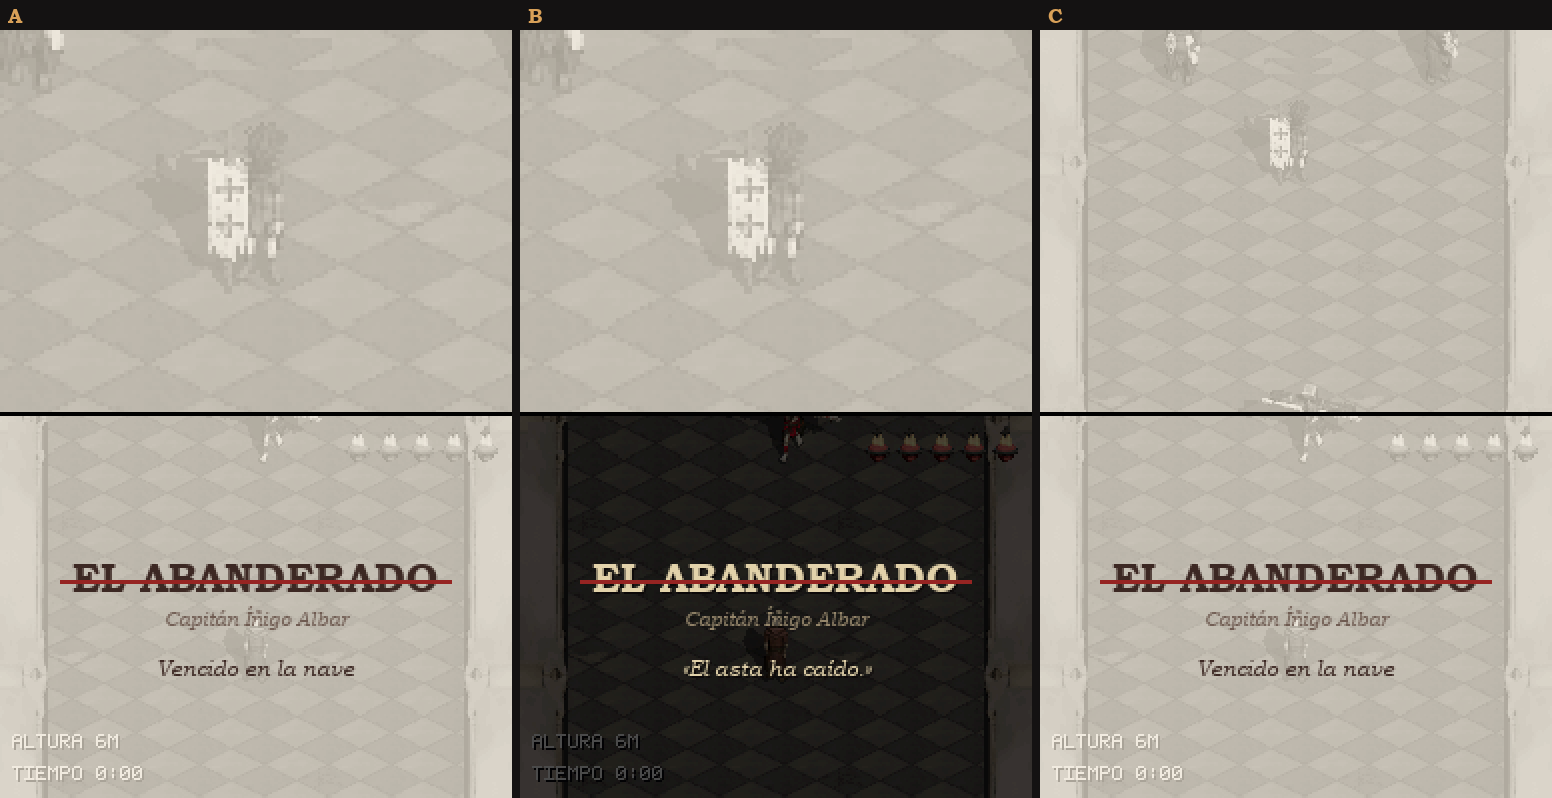 A
B
C
EL ABANDERADO
Capitán Íñigo Albar
Vencido en la nave
ALTURA 6M
TIEMPO 0:00
EL ABANDERADO
Capitán Íñigo Albar
«El asta ha caído.»
ALTURA 6M
TIEMPO 0:00
EL ABANDERADO
Capitán Íñigo Albar
Vencido en la nave
ALTURA 6M
TIEMPO 0:00